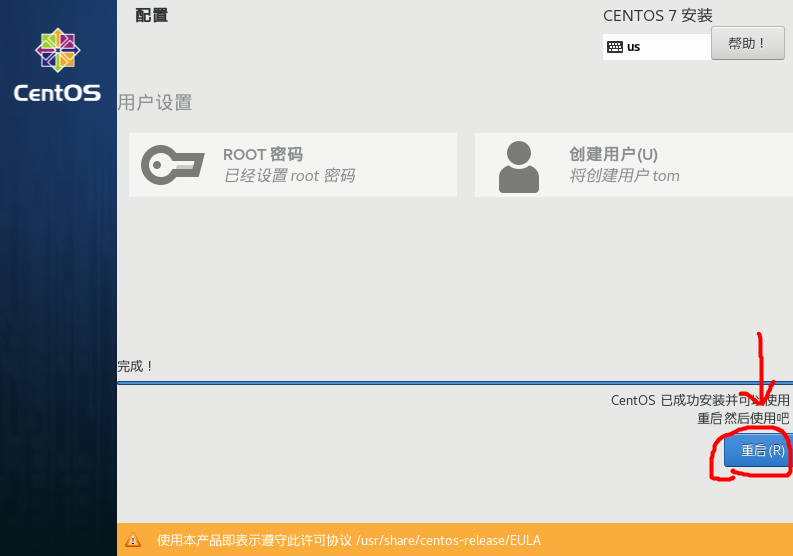 配置
CENTOS 7 安装
us
帮助！
CentOS
用户设置
ROOT 密码
已经设置 root 密码
创建用户(U)
将创建用户 tom
完成！
CentOS 已成功安装并可以使用
重启然后使用吧
重启(R)
使用本产品即表示遵守此许可协议 /usr/share/centos-release/EULA